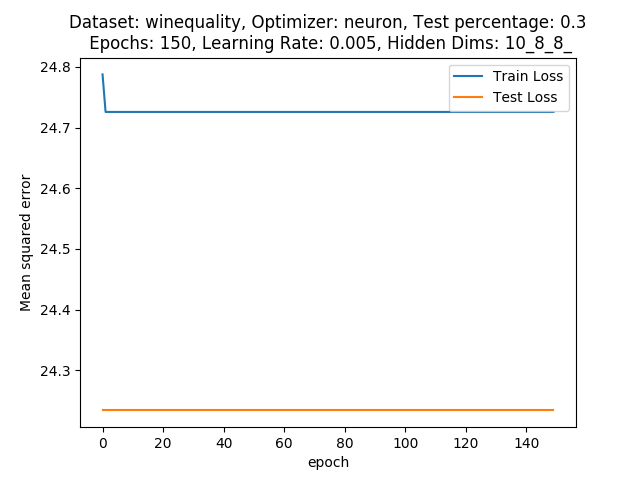 Dataset: winequality, Optimizer: neuron, Test percentage: 0.3
Epochs: 150, Learning Rate: 0.005, Hidden Dims: 10_8_8_
24.8
24.7
24.6
24.5
24.4
24.3
Mean squared error
Train Loss
Test Loss
0 20 40 60 80 100 120 140
epoch